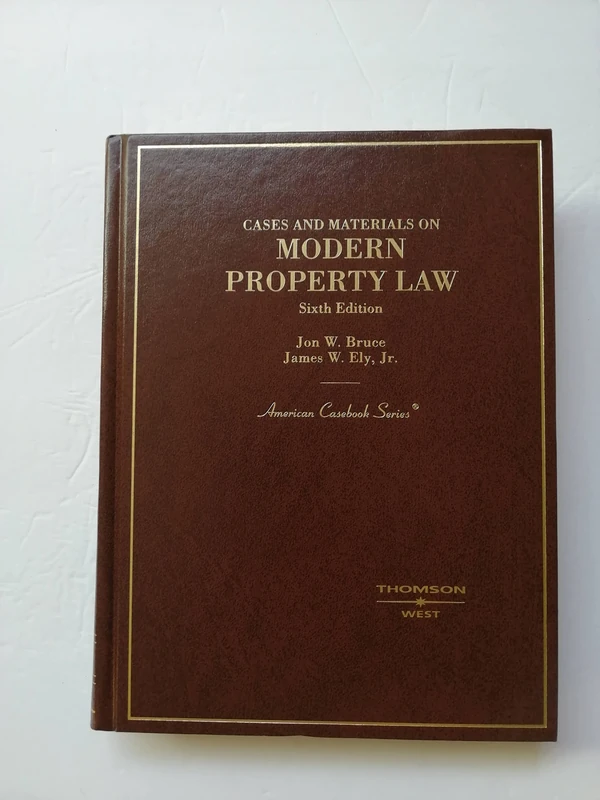 CASES AND MATERIALS ON
MODERN
PROPERTY LAW
Sixth Edition
Jon W. Bruce
James W. Ely, Jr.
American Casebook Series®
THOMSON
WEST